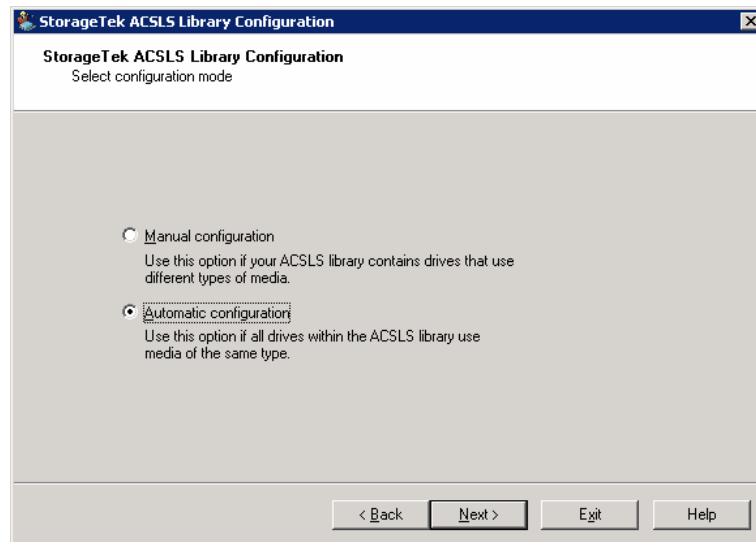 StorageTek ACSLS Library Configuration
StorageTek ACSLS Library Configuration
Select configuration mode
Manual configuration
Use this option if your ACSLS library contains drives that use
different types of media.
Automatic configuration
Use this option if all drives within the ACSLS library use
media of the same type.
< Back Next > Exit Help